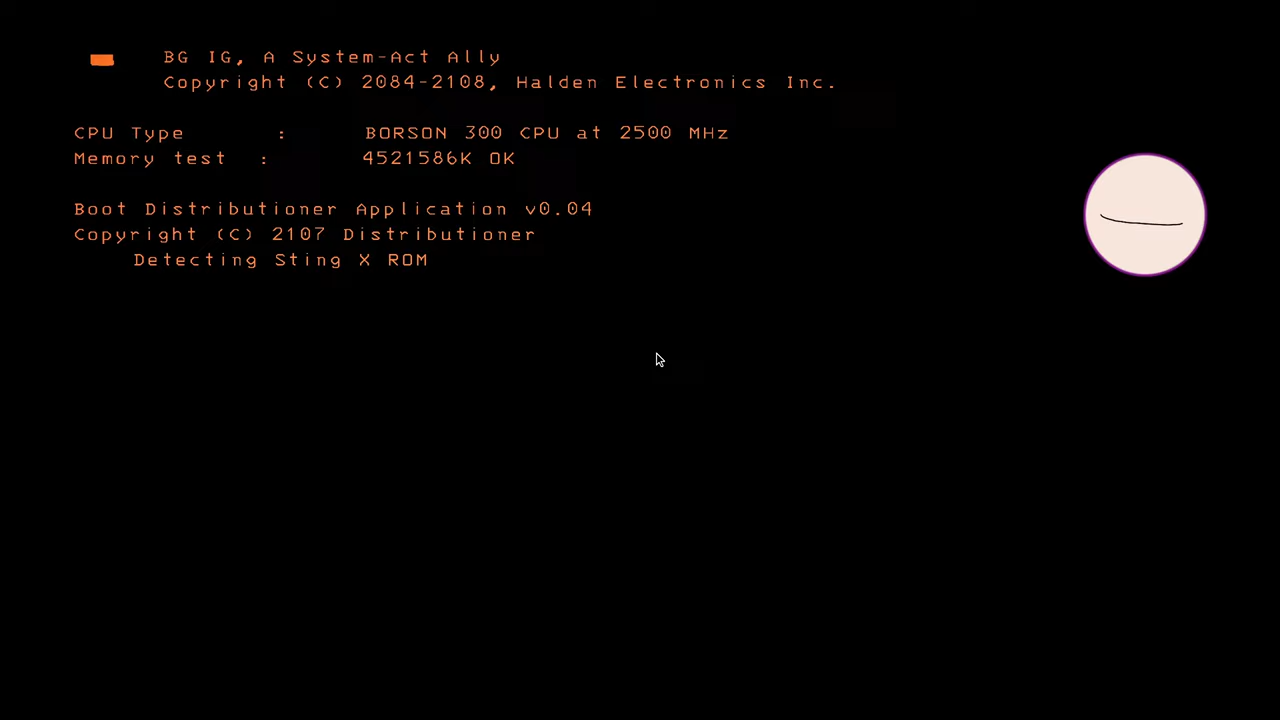 BG IG, A System-Act Ally
Copyright (C) 2084-2108, Halden Electronics Inc.
CPU Type : BORSON 300 CPU at 2500 MHz
Memory test : 4521586K OK
Boot Distributioner Application v0.04
Copyright (C) 2107 Distributioner
Detecting Sting X ROM